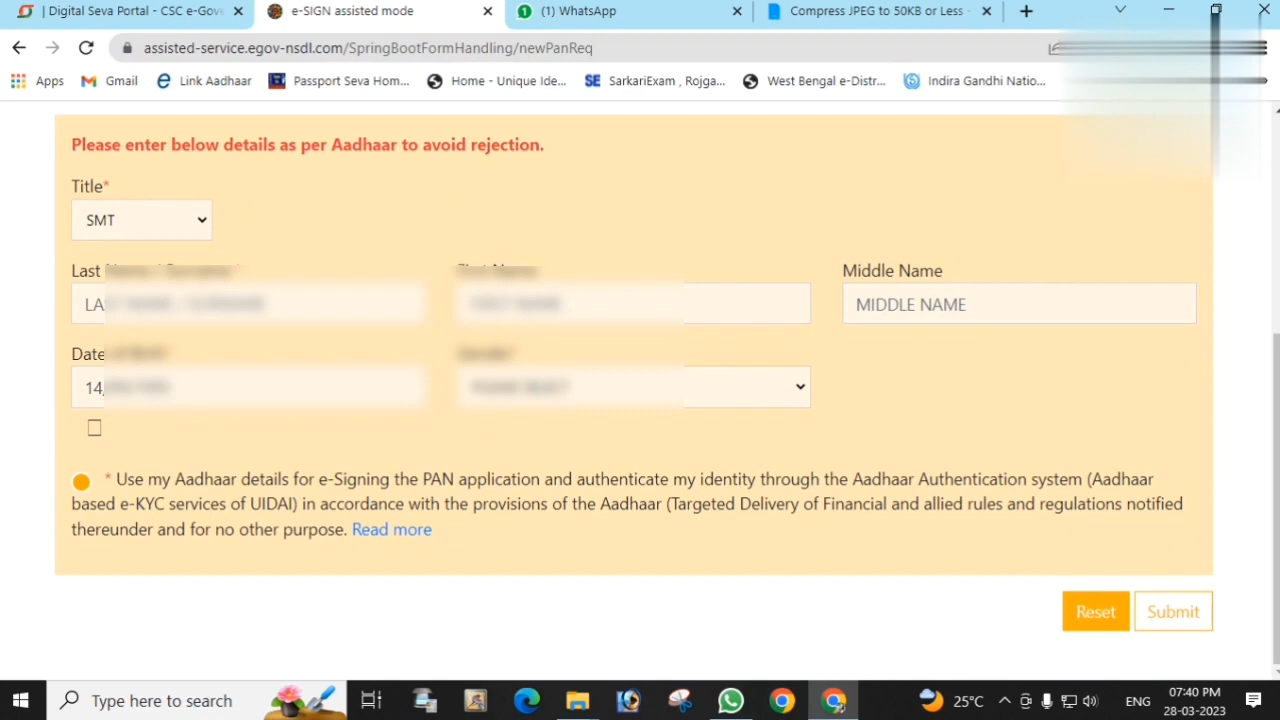 | Digital Seva Portal - CSC e-Gove
e-SIGN assisted mode
(1) WhatsApp
Compress JPEG to 50KB or Less -
assisted-service.egov-nsdl.com/SpringBootFormHandling/newPanReq
Apps
Gmail
Link Aadhaar
Passport Seva Hom...
Home - Unique Ide...
SarkariExam , Rojga...
West Bengal e-Distr...
Indira Gandhi Natio...
Please enter below details as per Aadhaar to avoid rejection.
Title*
SMT
Last Middle Name
MIDDLE NAME
Date
14
* Use my Aadhaar details for e-Signing the PAN application and authenticate my identity through the Aadhaar Authentication system (Aadhaar
based e-KYC services of UIDAI) in accordance with the provisions of the Aadhaar (Targeted Delivery of Financial and allied rules and regulations notified
thereunder and for no other purpose. Read more
Reset Submit
Type here to search
25°C
ENG
07:40 PM
28-03-2023